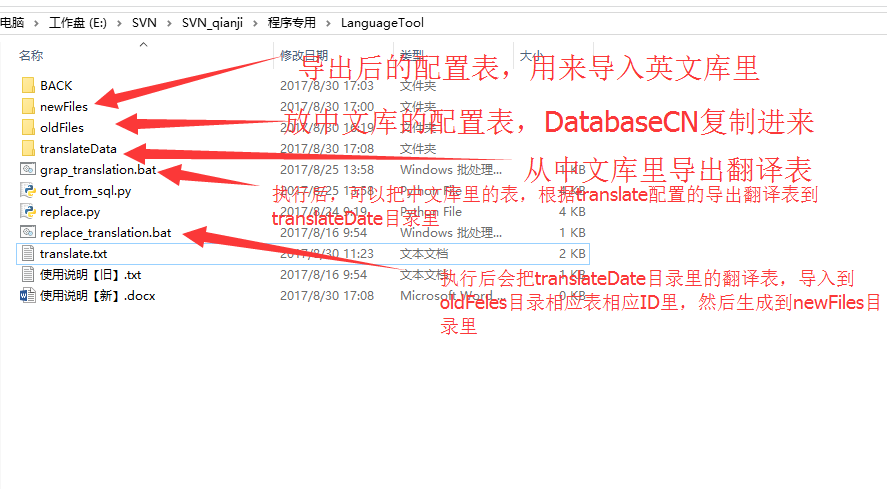 电脑 > 工作盘 (E:) > SVN > SVN_qianji > 程序专用 > LanguageTool
名称 修改日期 类型 大小
导出后的配置表，用来导入英文库里
BACK 2017/8/30 17:03 文件夹
newFiles 2017/8/30 17:00 文件夹
放中文库的配置表，DatabaseCN复制进来
oldFiles 2017/8/30 16:19 文件夹
translateData 2017/8/30 17:08 文件夹
从中文库里导出翻译表
grap_translation.bat 2017/8/25 13:58 Windows 批处理... 1 KB
out_from_sql.py 2017/8/25 13:58 Python File 4 KB
执行后，可以把中文库里的表，根据translate配置的导出翻译表到
translateDate目录里
replace.py 2017/8/24 9:19 Python File 4 KB
replace_translation.bat 2017/8/16 9:54 Windows 批处理... 1 KB
translate.txt 2017/8/30 11:23 文本文档 2 KB
使用说明【旧】.txt 2017/8/16 9:54 文本文档 1 KB
使用说明【新】.docx 2017/8/30 17:08 Microsoft Word... 0 KB
执行后会把translateDate目录里的翻译表，导入到
oldFeles目录相应表相应ID里，然后生成到newFiles目
录里